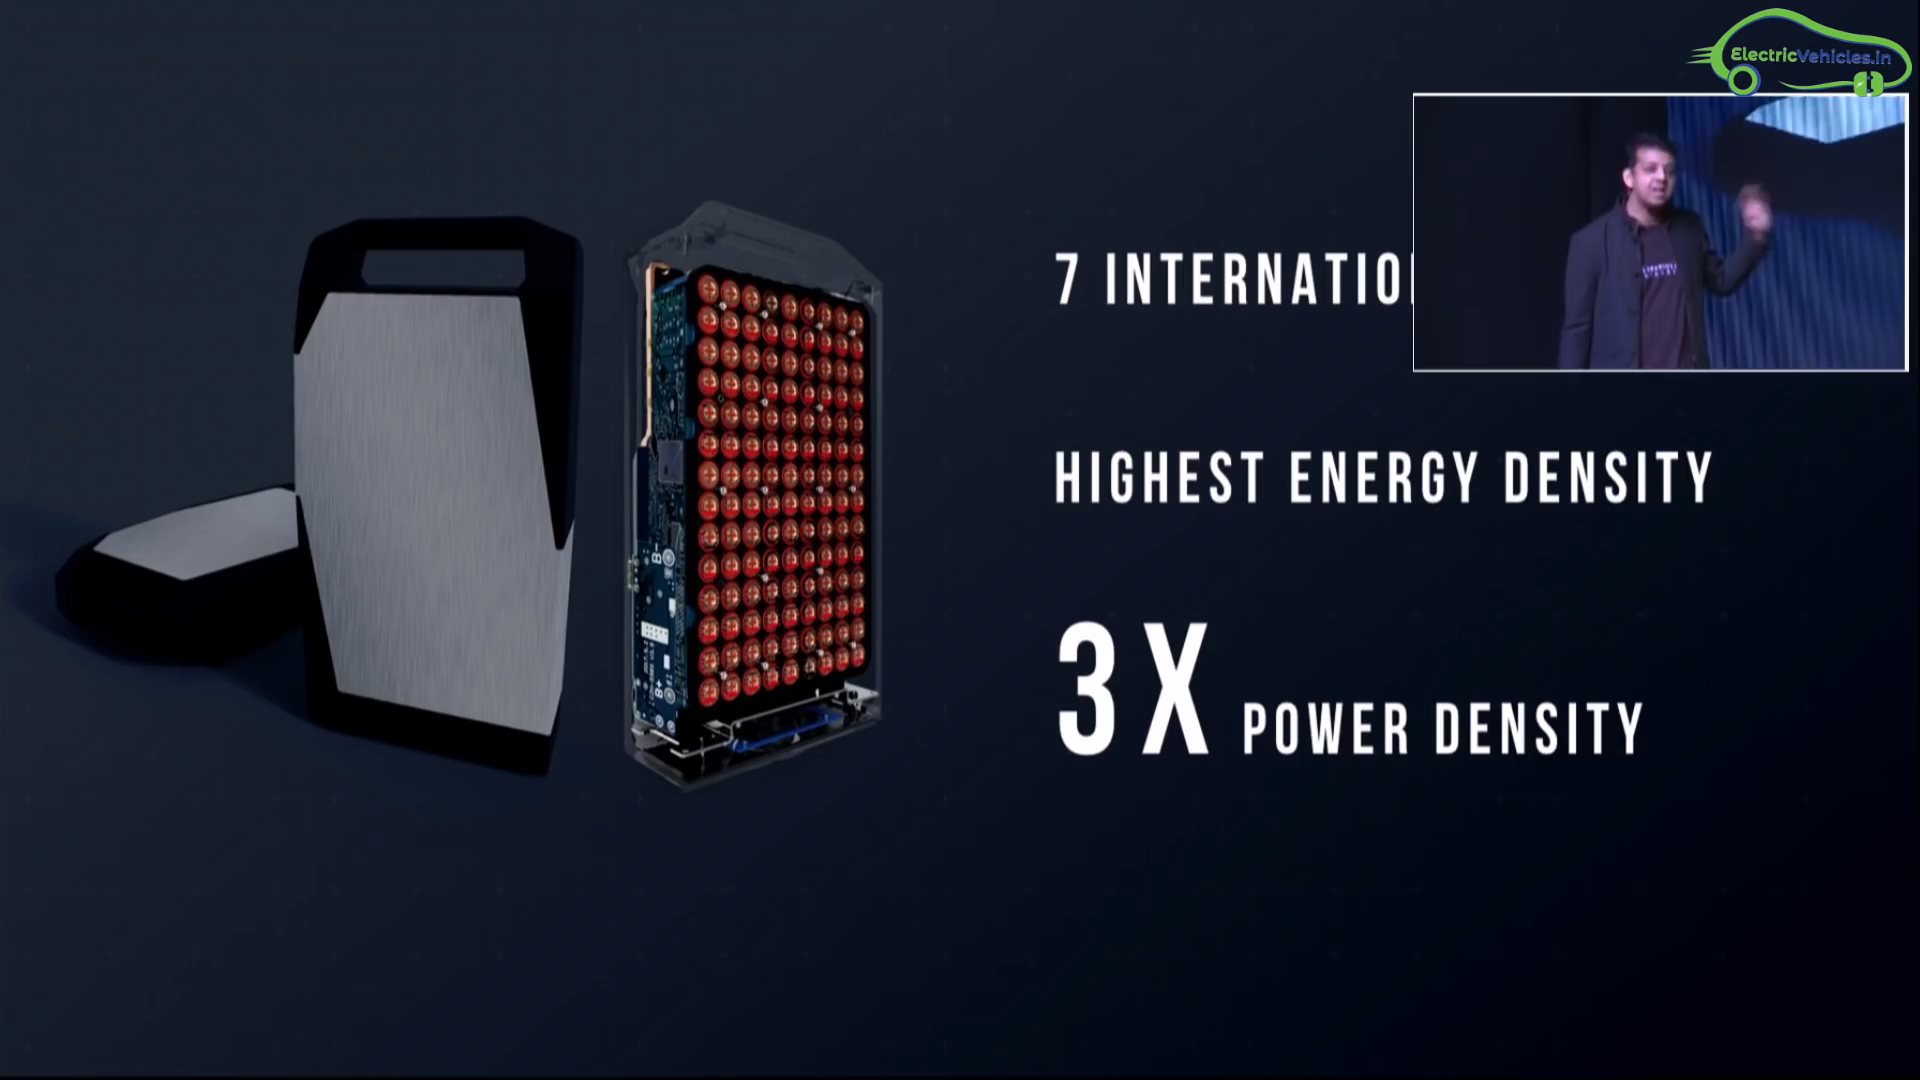 ElectricVehicles.in
7 INTERNATIO
HIGHEST ENERGY DENSITY
3X POWER DENSITY
B-
B+